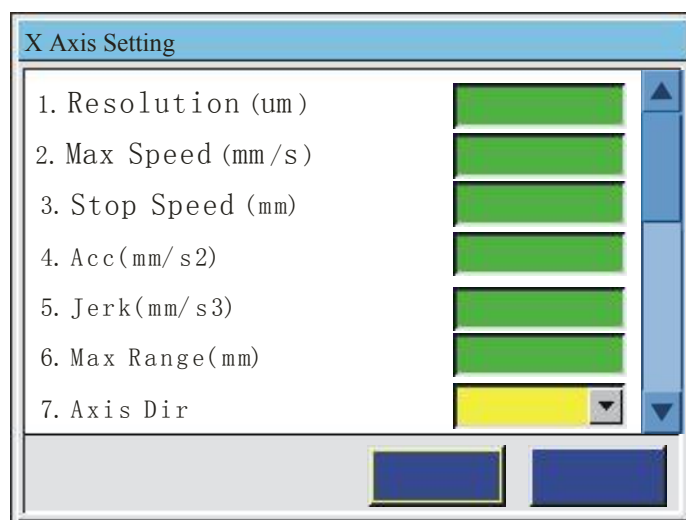 X Axis Setting
1. Resolution (um)
2. Max Speed (mm/s)
3. Stop Speed (mm)
4. Acc(mm/s2)
5. Jerk(mm/s3)
6. Max Range(mm)
7. Axis Dir